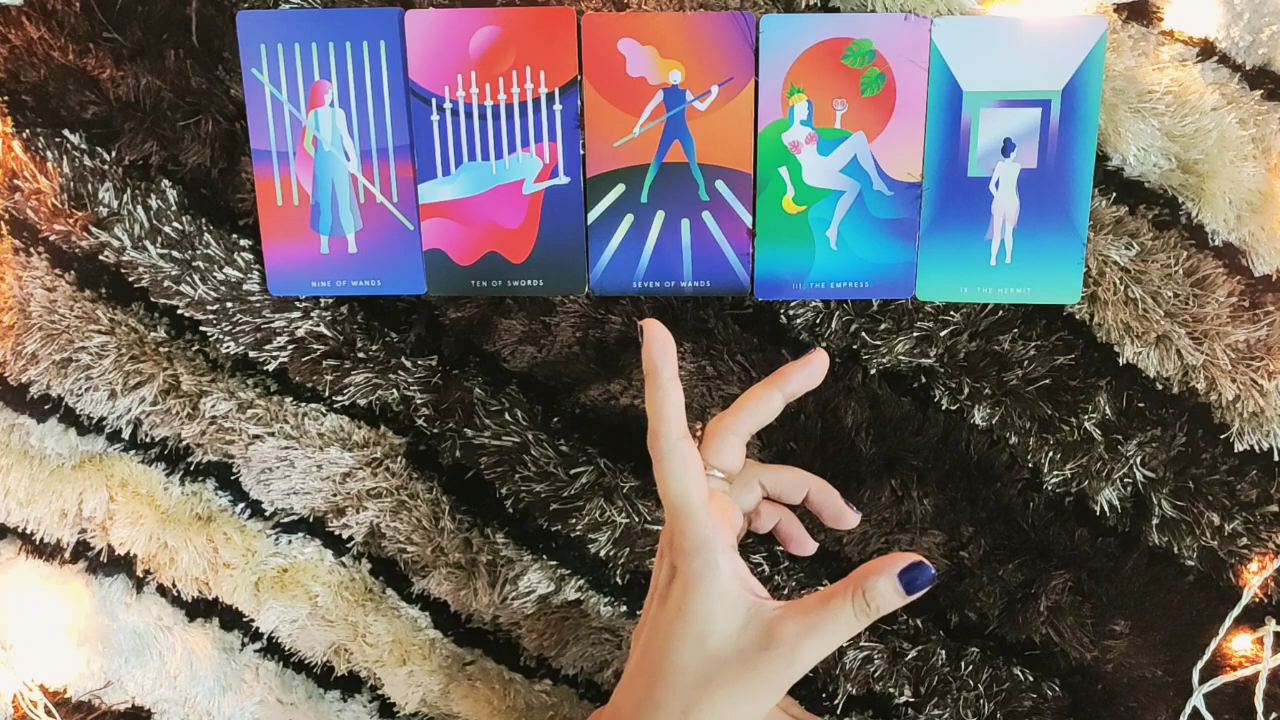 NINE OF WANDS
TEN OF SWORDS
SEVEN OF WANDS
III. THE EMPRESS
IX. THE HERMIT